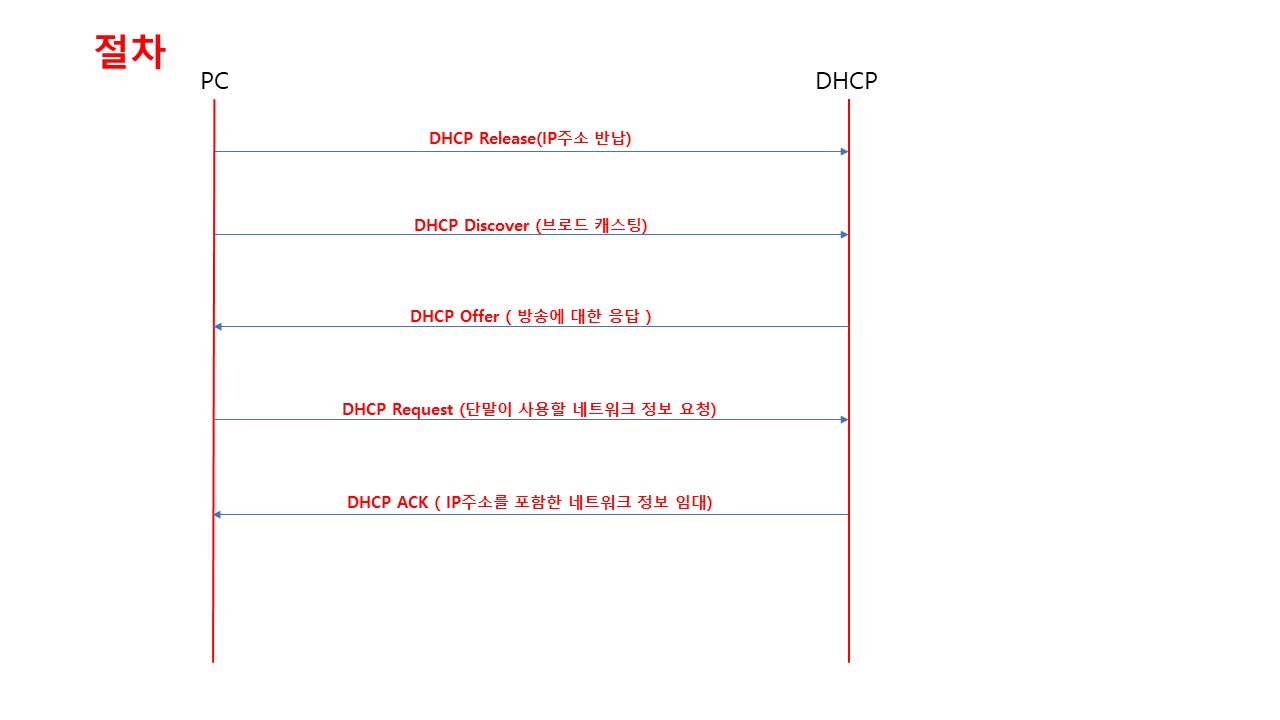 절차
PC
DHCP
DHCP Release(IP주소 반납)
DHCP Discover (브로드 캐스팅)
DHCP Offer ( 방송에 대한 응답 )
DHCP Request (단말이 사용할 네트워크 정보 요청)
DHCP ACK ( IP주소를 포함한 네트워크 정보 임대)